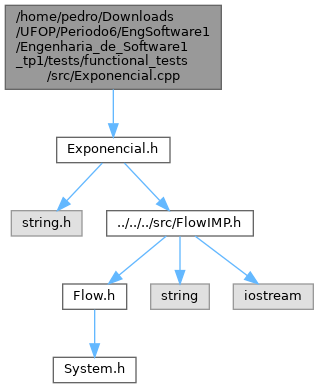 /home/pedro/Downloads
/UFOP/Periodo6/EngSoftware1
/Engenharia_de_Software1
_tp1/tests/functional_tests
/src/Exponencial.cpp
Exponencial.h
string.h
../../../src/FlowIMP.h
Flow.h
string
iostream
System.h